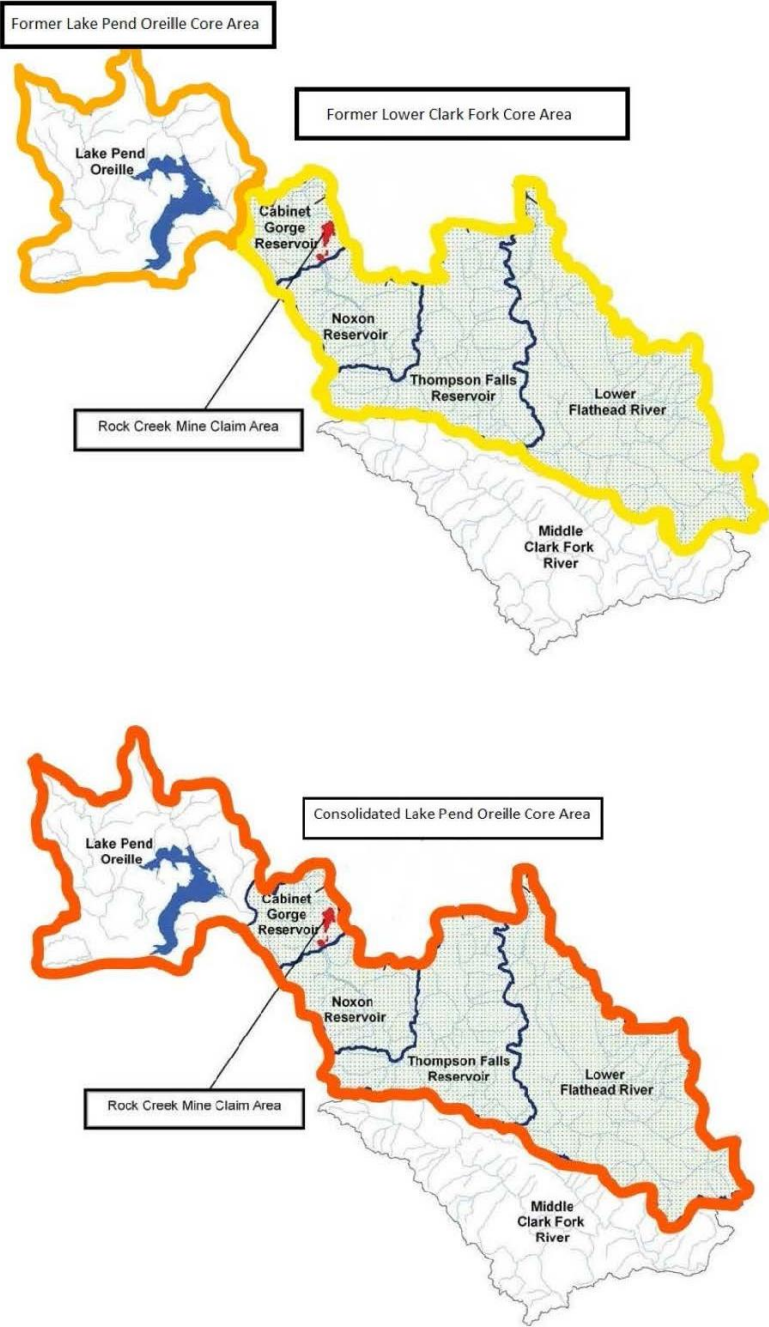 Former Lake Pend Oreille Core Area
Former Lower Clark Fork Core Area
Lake Pend
Oreille
Cabinet
Gorge
Reservoir
Noxon
Reservoir
Thompson Falls
Reservoir
Lower
Flathead River
Rock Creek Mine Claim Area
Middle
Clark Fork
River
Consolidated Lake Pend Oreille Core Area
Lake Pend
Oreille
Cabinet
Gorge
Reservoir
Noxon
Reservoir
Thompson Falls
Reservoir
Lower
Flathead River
Rock Creek Mine Claim Area
Middle
Clark Fork
River